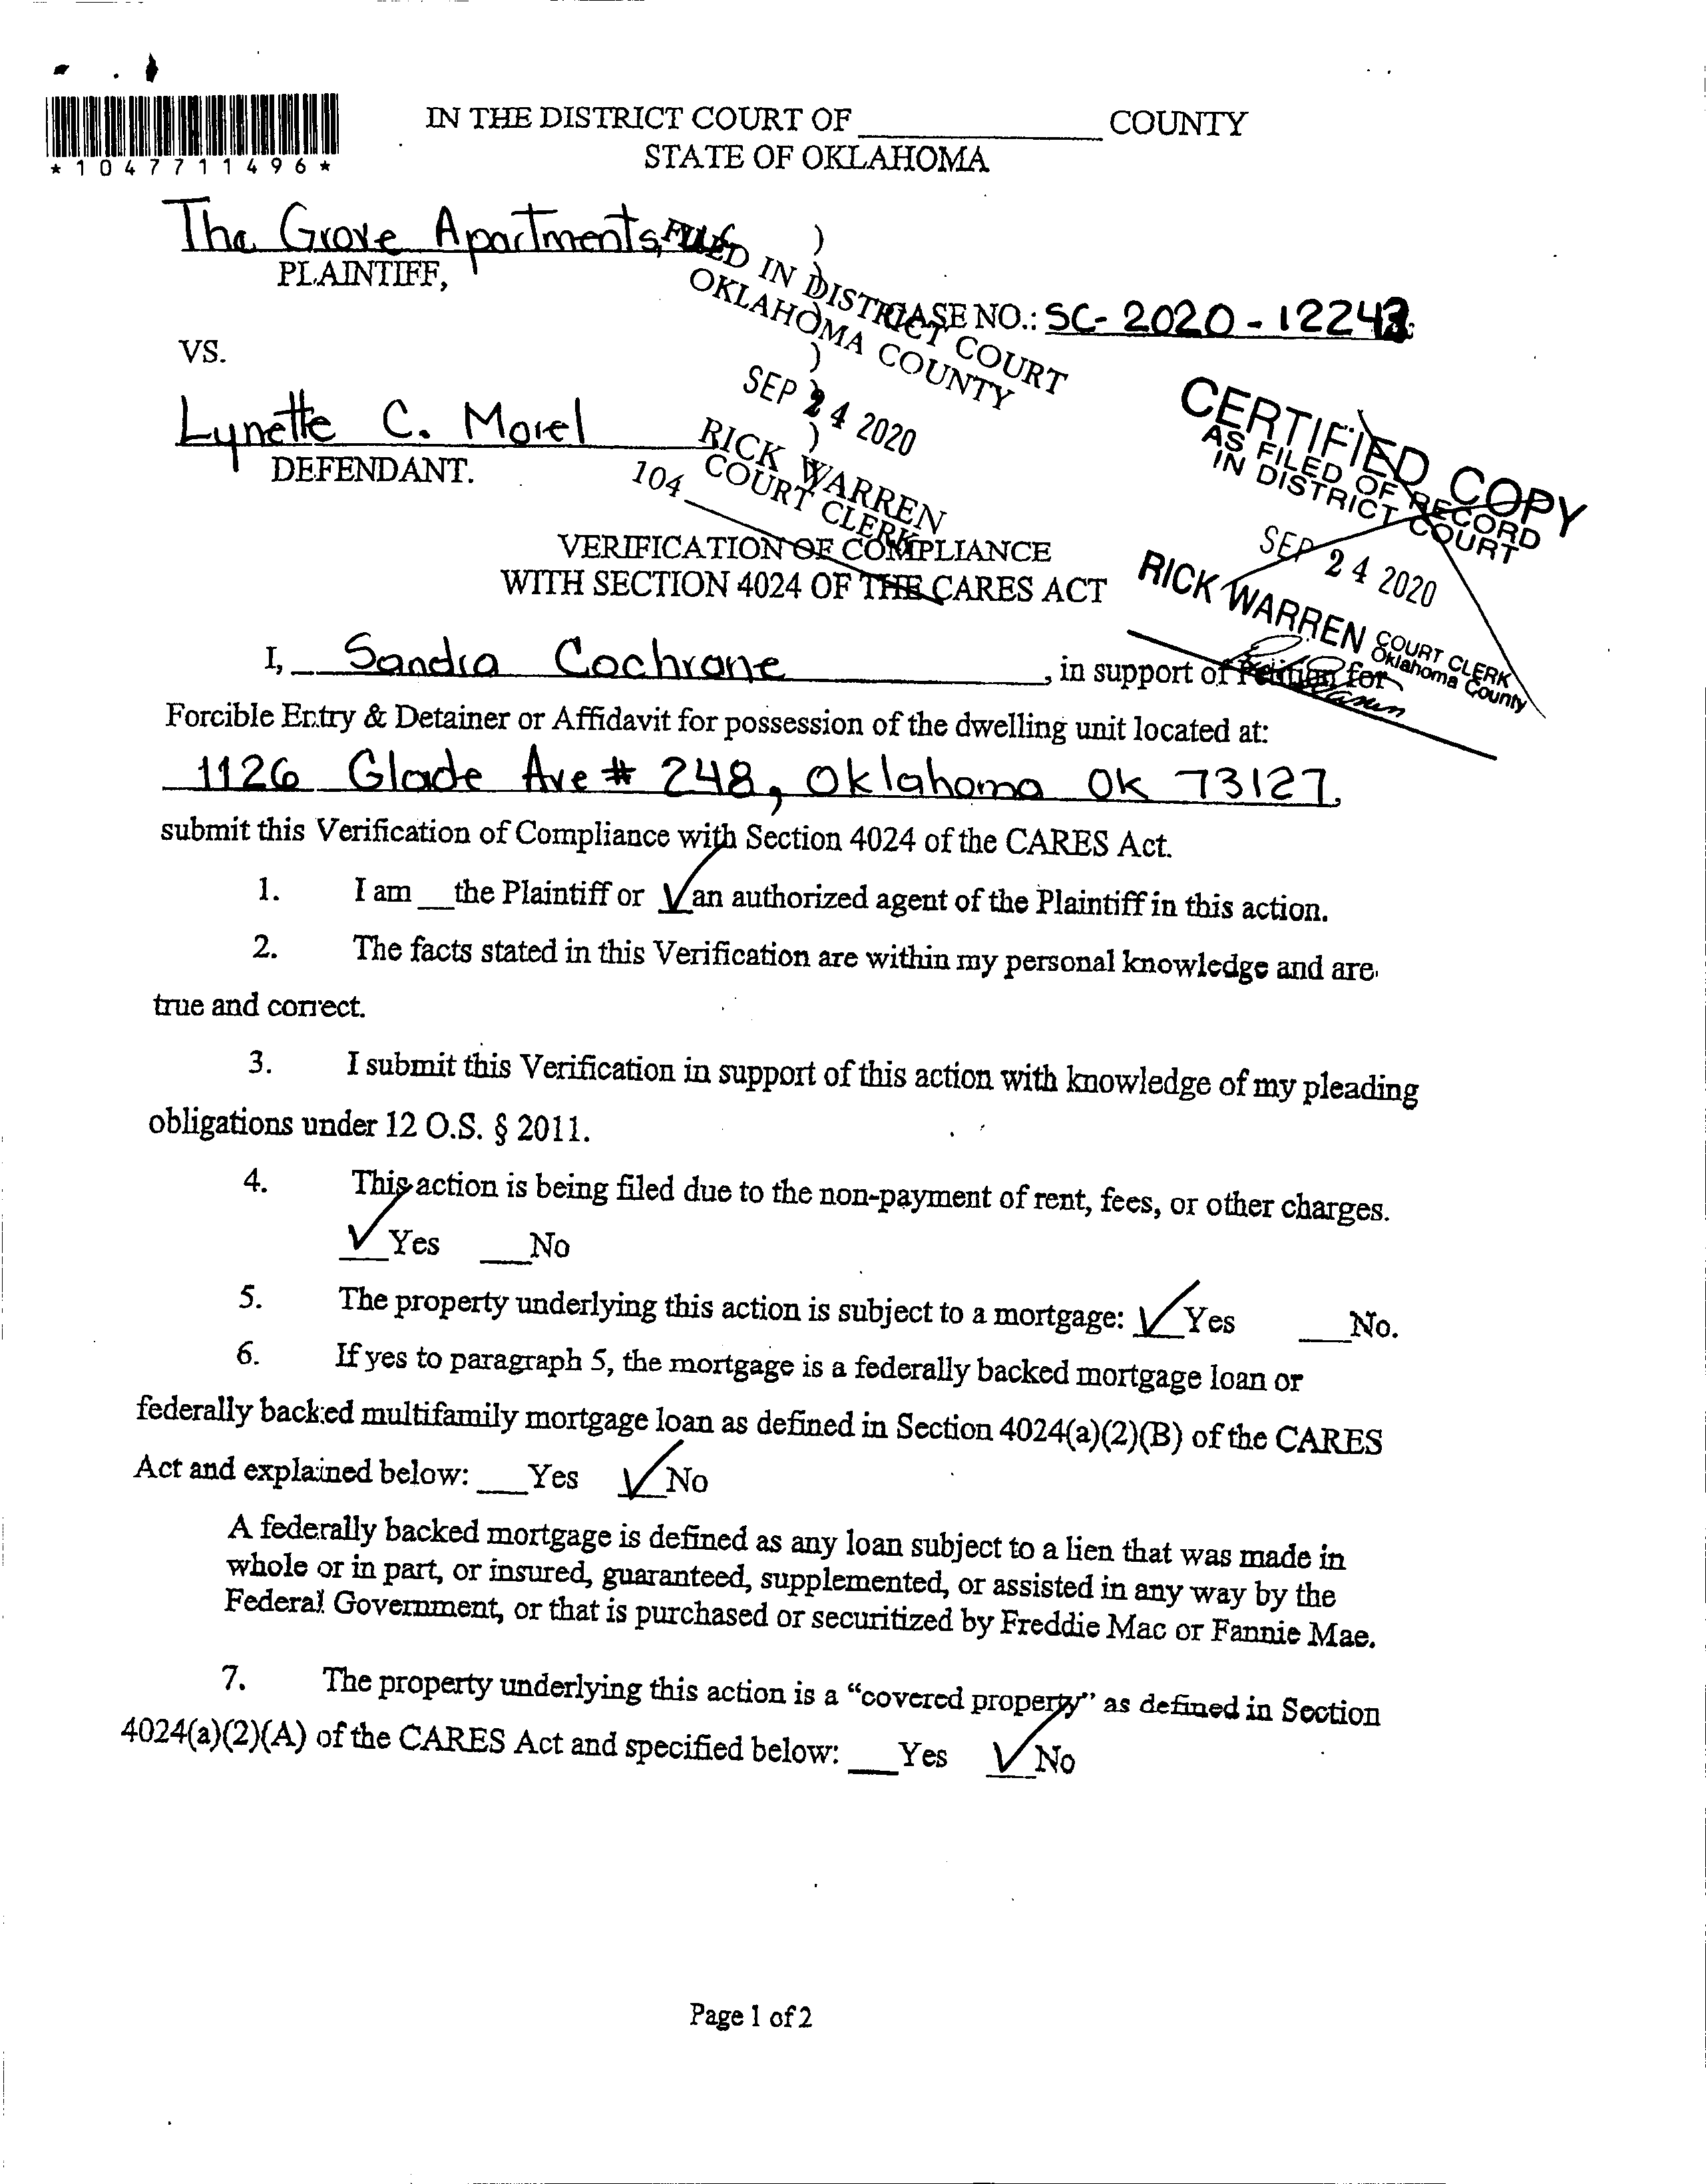 *1047711496*
IN THE DISTRICT COURT OF ____________ COUNTY
STATE OF OKLAHOMA
The Grove Apartments,
PLAINTIFF,
)
)
)
)
)
)
FILED IN DISTRICT COURT
OKLAHOMA COUNTY
CASE NO.: SC-2020-12243
VS.
SEP 24 2020
Lynette C. Morel
DEFENDANT.
RICK WARREN
COURT CLERK
104
CERTIFIED COPY
AS FILED OF RECORD
IN DISTRICT COURT
SEP 24 2020
RICK WARREN COURT CLERK
Oklahoma County
VERIFICATION OF COMPLIANCE
WITH SECTION 4024 OF THE CARES ACT
I, Sandra Cochrane, in support of Petition for
Forcible Entry & Detainer or Affidavit for possession of the dwelling unit located at:
1126 Glade Ave # 248, Oklahoma OK 73127,
submit this Verification of Compliance with Section 4024 of the CARES Act.
1. I am __the Plaintiff or ✓an authorized agent of the Plaintiff in this action.
2. The facts stated in this Verification are within my personal knowledge and are
true and correct.
3. I submit this Verification in support of this action with knowledge of my pleading
obligations under 12 O.S. § 2011.
4. This action is being filed due to the non-payment of rent, fees, or other charges.
✓Yes ___No
5. The property underlying this action is subject to a mortgage: ✓Yes ___No.
6. If yes to paragraph 5, the mortgage is a federally backed mortgage loan or
federally backed multifamily mortgage loan as defined in Section 4024(a)(2)(B) of the CARES
Act and explained below: ___Yes ✓No
A federally backed mortgage is defined as any loan subject to a lien that was made in
whole or in part, or insured, guaranteed, supplemented, or assisted in any way by the
Federal Government, or that is purchased or securitized by Freddie Mac or Fannie Mae.
7. The property underlying this action is a “covered property” as defined in Section
4024(a)(2)(A) of the CARES Act and specified below: ___Yes ✓No
Page 1 of 2